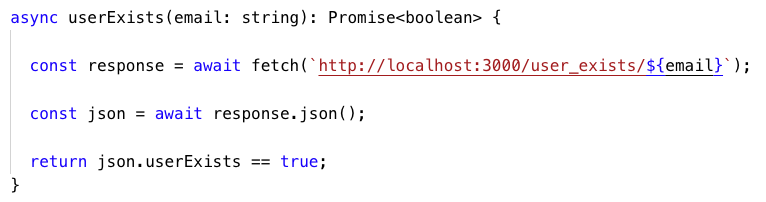 async userExists(email: string): Promise<boolean> {
const response = await fetch(`http://localhost:3000/user_exists/${email}`);
const json = await response.json();
return json.userExists == true;
}